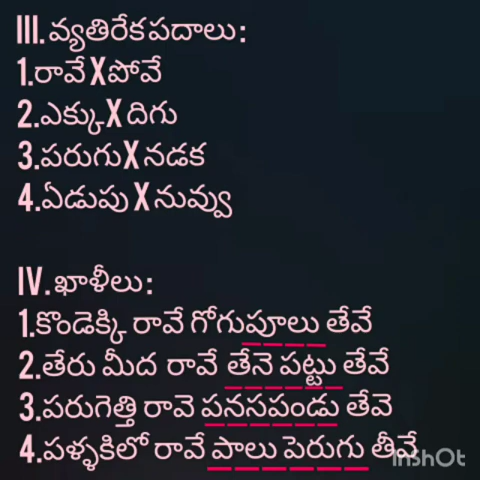 III. వ్యతిరేకపదాలు:
1.రావే X పోవే
2.ఎక్కు X దిగు
3.పరుగు X నడక
4.ఏడుపు X నువ్వు
IV. ఖాళీలు:
1.కొండెక్కి రావే గోగుపూలు తేవే
2.తేరు మీద రావే తేనె పట్టు తేవే
3.పరుగెత్తి రావె పనసపండు తేవె
4.పళ్ళకిలో రావే పాలు పెరుగు తీవే
InShOt